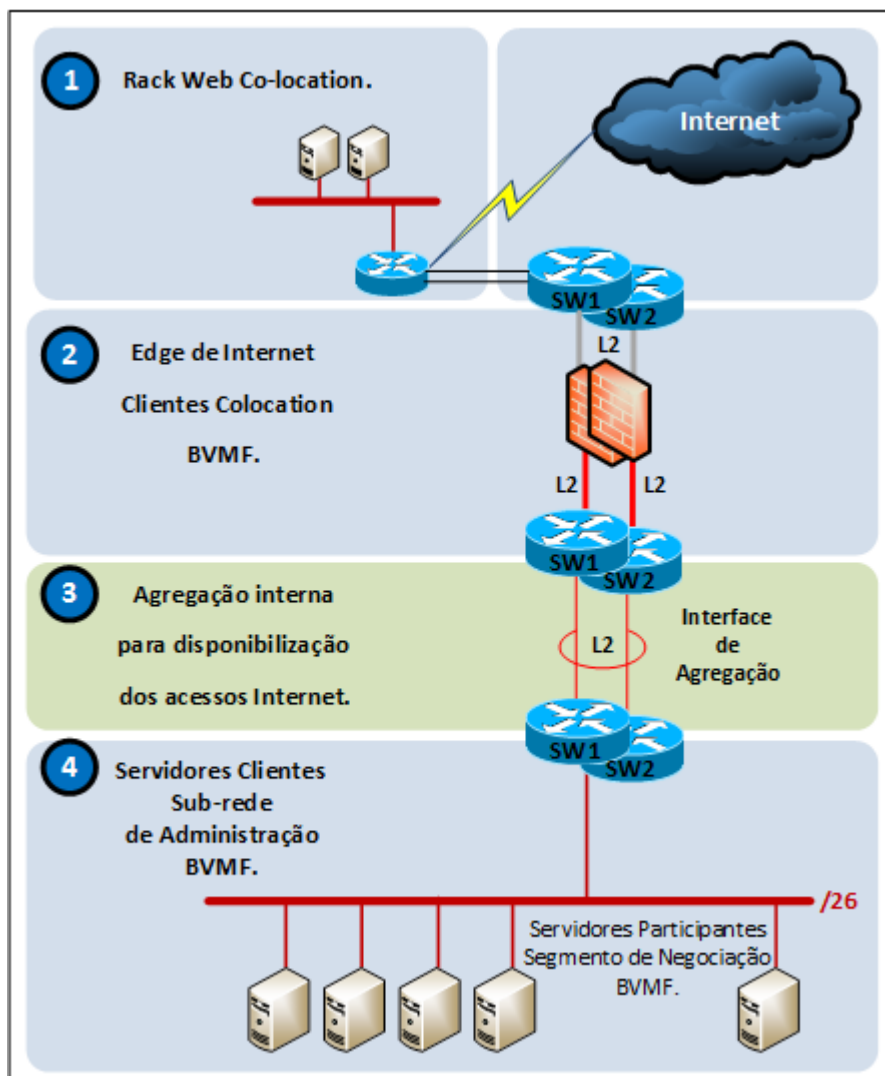 1
Rack Web Co-location.
Internet
SW1
SW2
2
Edge de Internet
Clientes Colocation
BVMF.
L2
L2
L2
SW1
SW2
3
Agregação interna
para disponibilização
dos acessos Internet.
L2
Interface
de
Agregação
SW1
SW2
4
Servidores Clientes
Sub-rede
de Administração
BVMF.
/26
Servidores Participantes
Segmento de Negociação
BVMF.